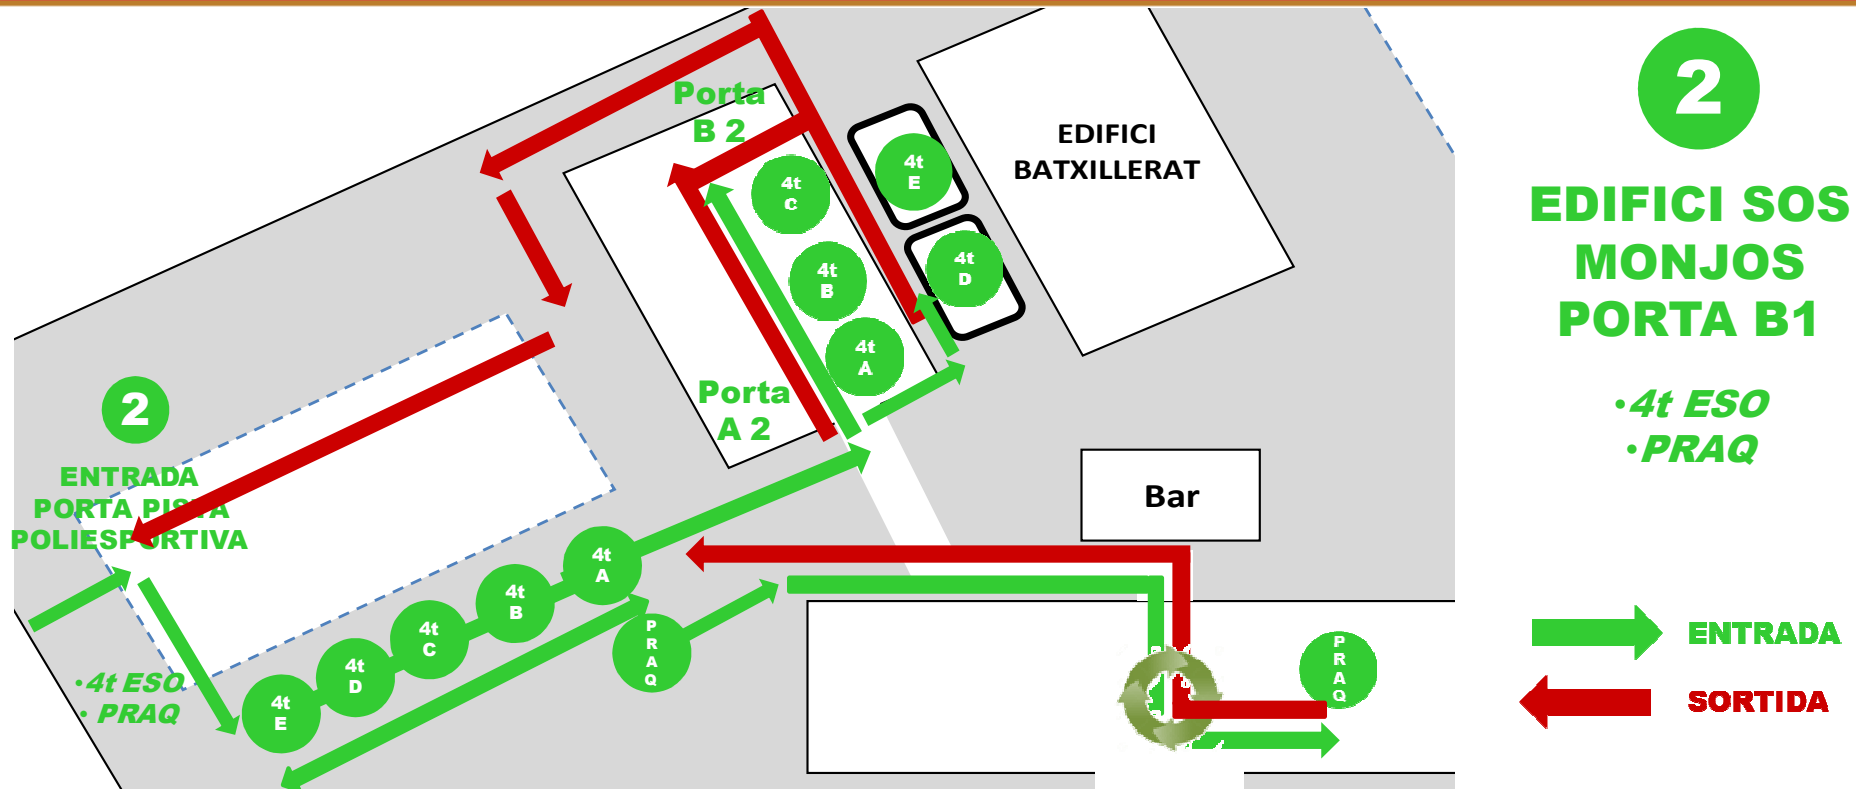 2
EDIFICI SOS
MONJOS
PORTA B1
•4t ESO
•PRAQ
ENTRADA
SORTIDA
Porta
B 2
4t
C
4t
B
4t
A
4t
E
4t
D
EDIFICI
BATXILLERAT
Porta
A 2
Bar
2
ENTRADA
PORTA PISTA
POLIESPORTIVA
•4t ESO
• PRAQ
4t
E
4t
D
4t
C
4t
B
4t
A
P
R
A
Q
P
R
A
Q